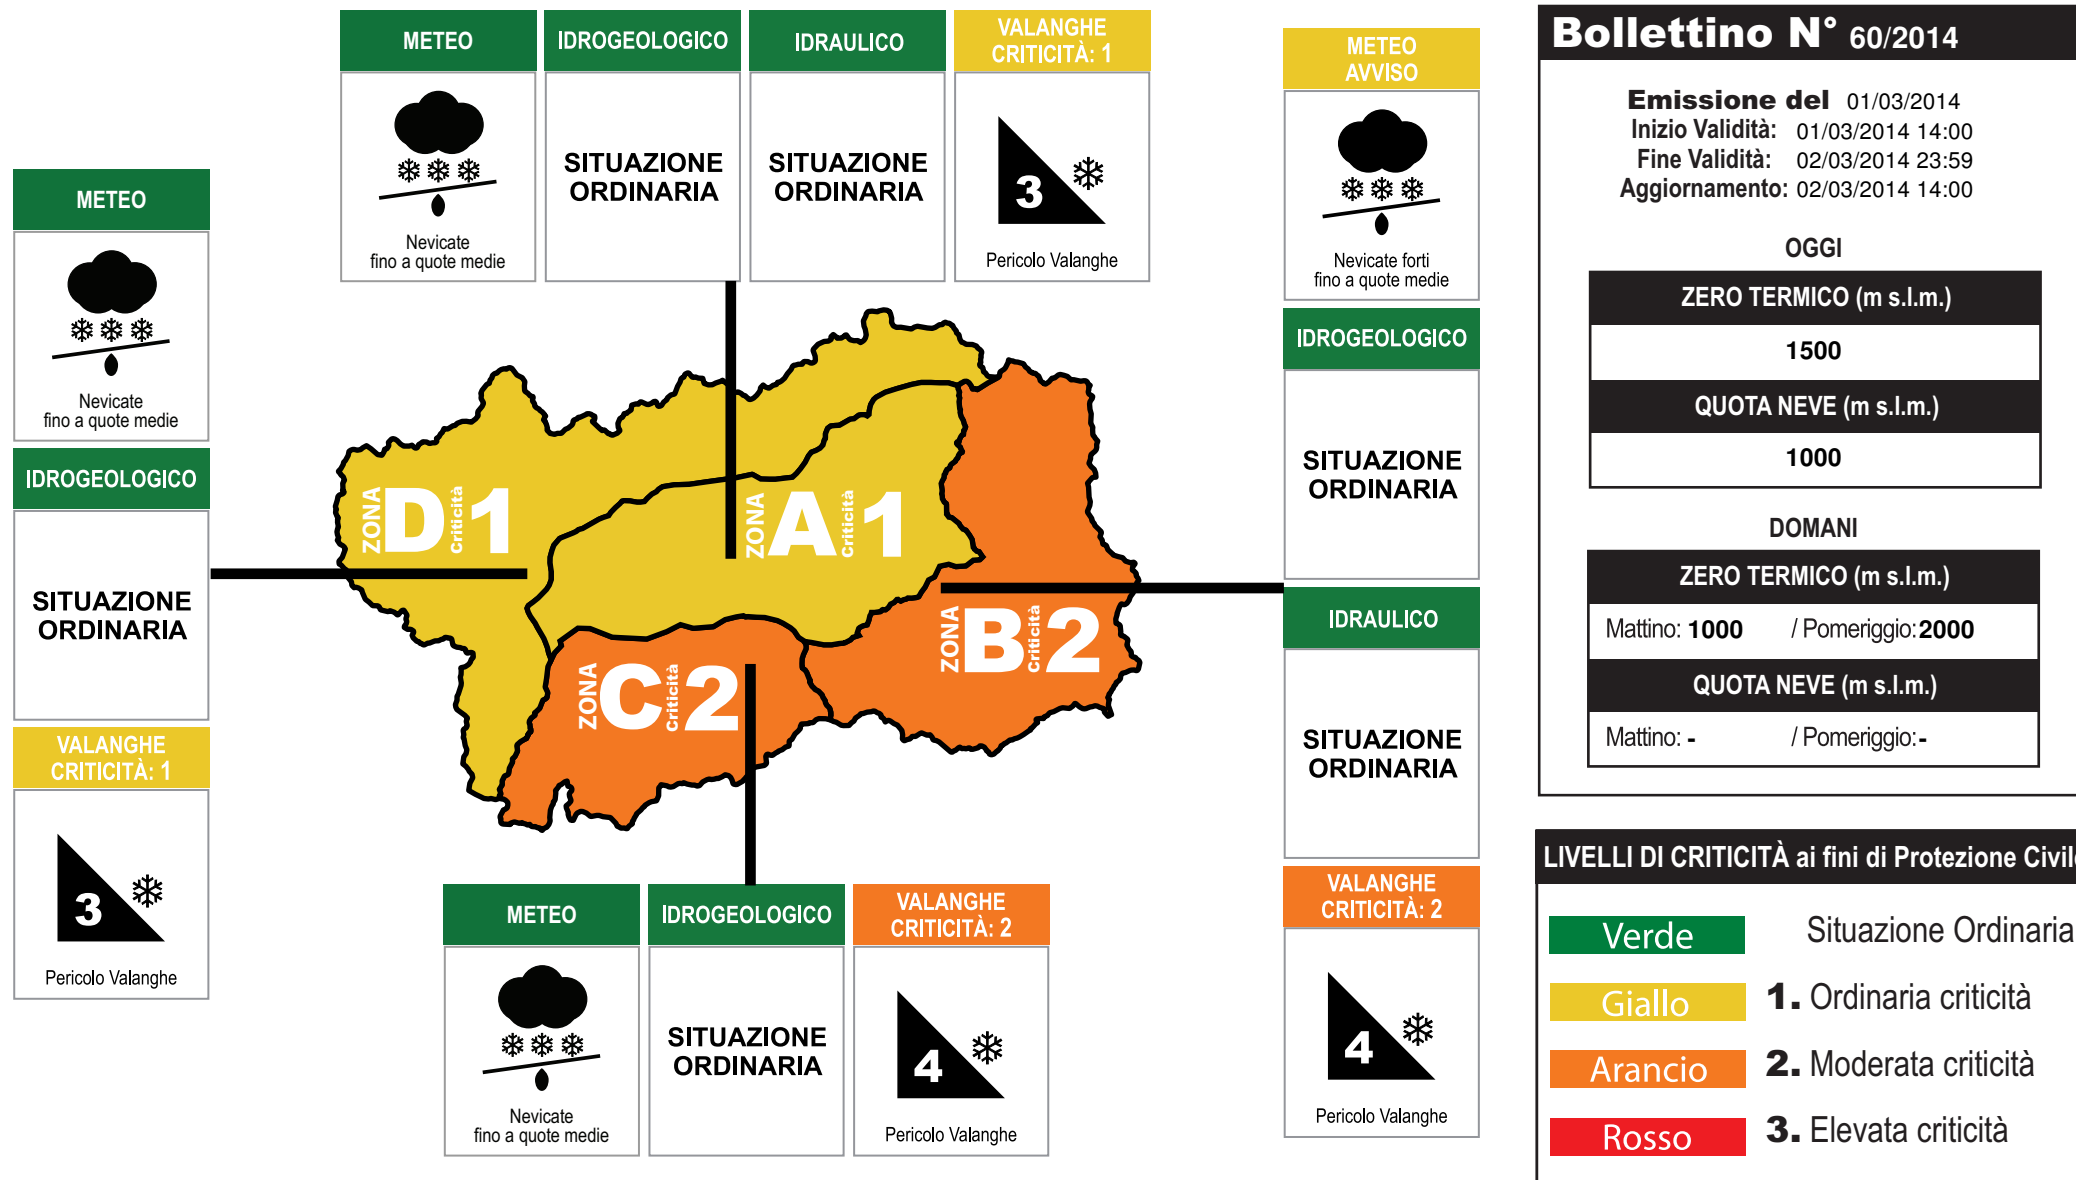 METEO
Nevicate
fino a quote medie
IDROGEOLOGICO
SITUAZIONE
ORDINARIA
IDRAULICO
SITUAZIONE
ORDINARIA
VALANGHE
CRITICITÀ: 1
3
Pericolo Valanghe
METEO
AVVISO
Nevicate forti
fino a quote medie
IDROGEOLOGICO
SITUAZIONE
ORDINARIA
IDRAULICO
SITUAZIONE
ORDINARIA
VALANGHE
CRITICITÀ: 2
4
Pericolo Valanghe
METEO
Nevicate
fino a quote medie
IDROGEOLOGICO
SITUAZIONE
ORDINARIA
VALANGHE
CRITICITÀ: 1
3
Pericolo Valanghe
ZONA D Criticità 1
ZONA A Criticità 1
ZONA B Criticità 2
ZONA C Criticità 2
METEO
Nevicate
fino a quote medie
IDROGEOLOGICO
SITUAZIONE
ORDINARIA
VALANGHE
CRITICITÀ: 2
4
Pericolo Valanghe
Bollettino N° 60/2014
Emissione del 01/03/2014
Inizio Validità: 01/03/2014 14:00
Fine Validità: 02/03/2014 23:59
Aggiornamento: 02/03/2014 14:00
OGGI
ZERO TERMICO (m s.l.m.)
1500
QUOTA NEVE (m s.l.m.)
1000
DOMANI
ZERO TERMICO (m s.l.m.)
Mattino: 1000 / Pomeriggio: 2000
QUOTA NEVE (m s.l.m.)
Mattino: - / Pomeriggio: -
LIVELLI DI CRITICITÀ ai fini di Protezione Civile
Verde Situazione Ordinaria
Giallo 1. Ordinaria criticità
Arancio 2. Moderata criticità
Rosso 3. Elevata criticità